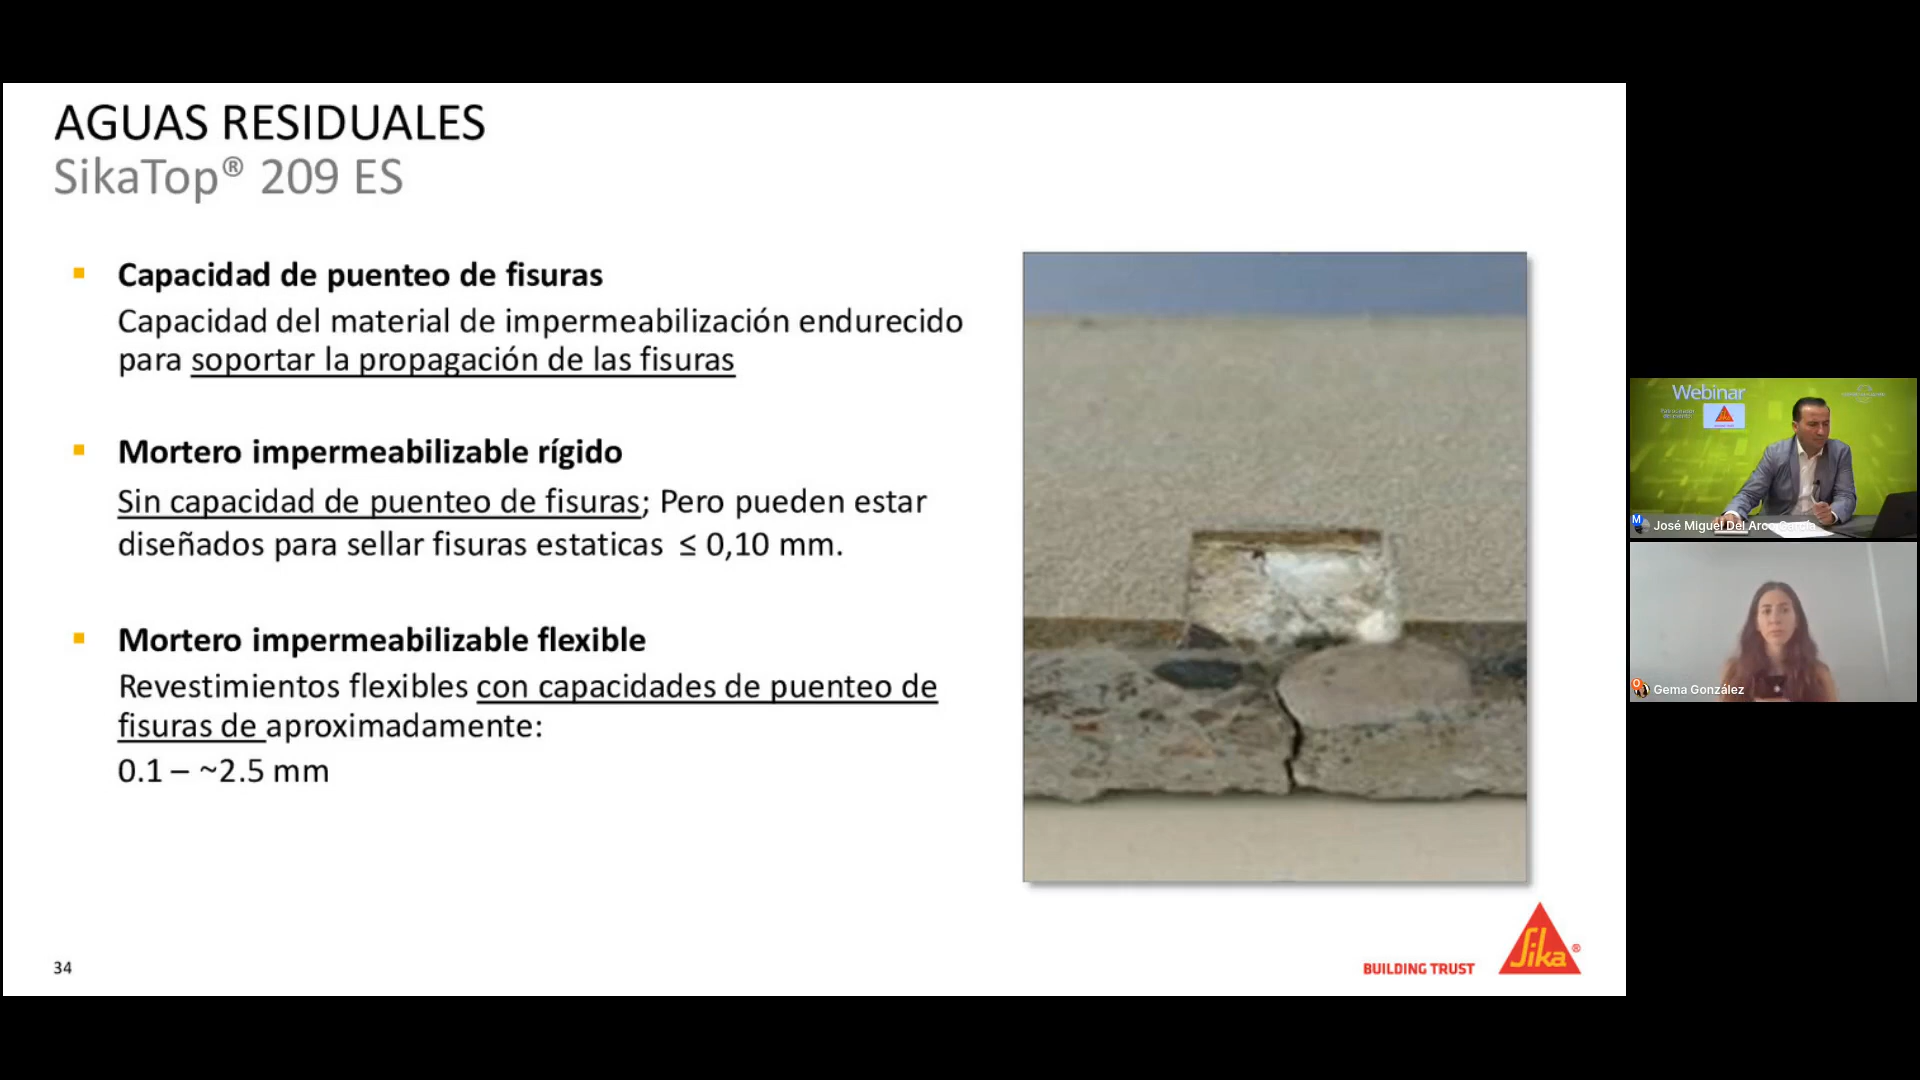 AGUAS RESIDUALES
SikaTop® 209 ES
Capacidad de puenteo de fisuras
Capacidad del material de impermeabilización endurecido
para soportar la propagación de las fisuras
Mortero impermeabilizable rígido
Sin capacidad de puenteo de fisuras; Pero pueden estar
diseñados para sellar fisuras estaticas ≤ 0,10 mm.
Mortero impermeabilizable flexible
Revestimientos flexibles con capacidades de puenteo de
fisuras de aproximadamente:
0.1 – ~2.5 mm
34
BUILDING TRUST
Sika®
Webinar
M
José Miguel Del Arco García
Gema González